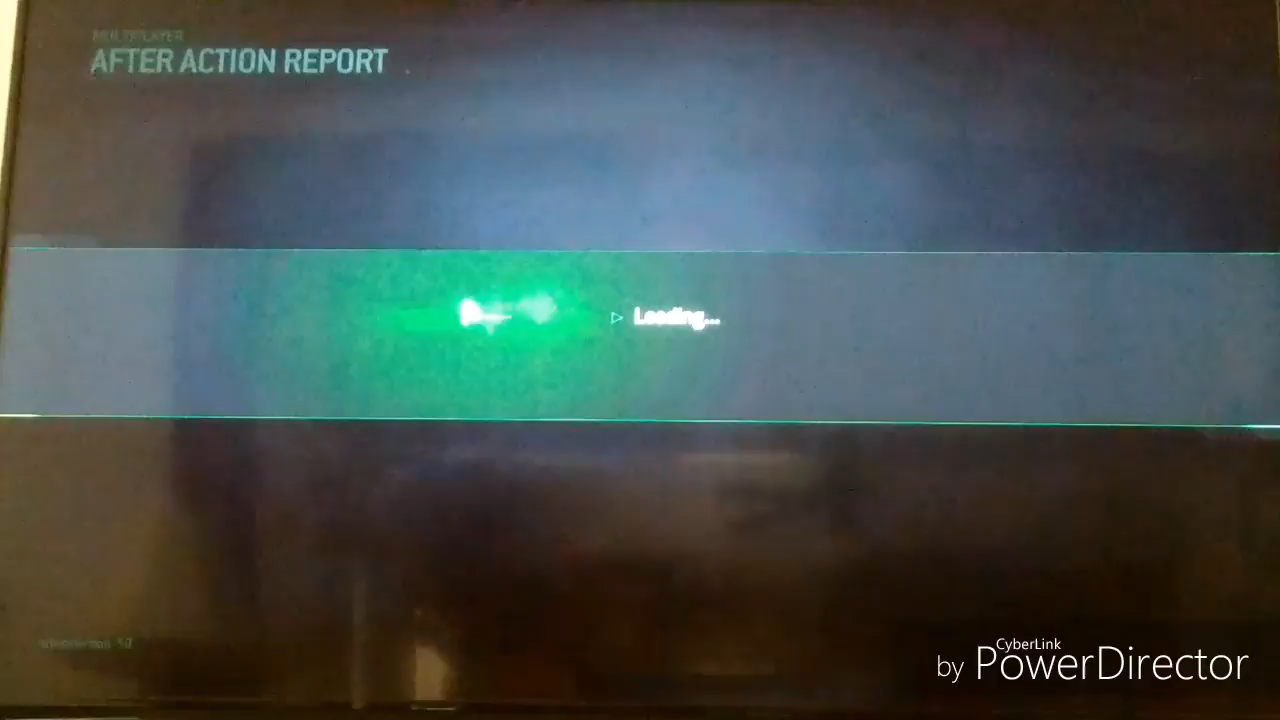 MULTIPLAYER
AFTER ACTION REPORT
Loading...
CyberLink
by PowerDirector